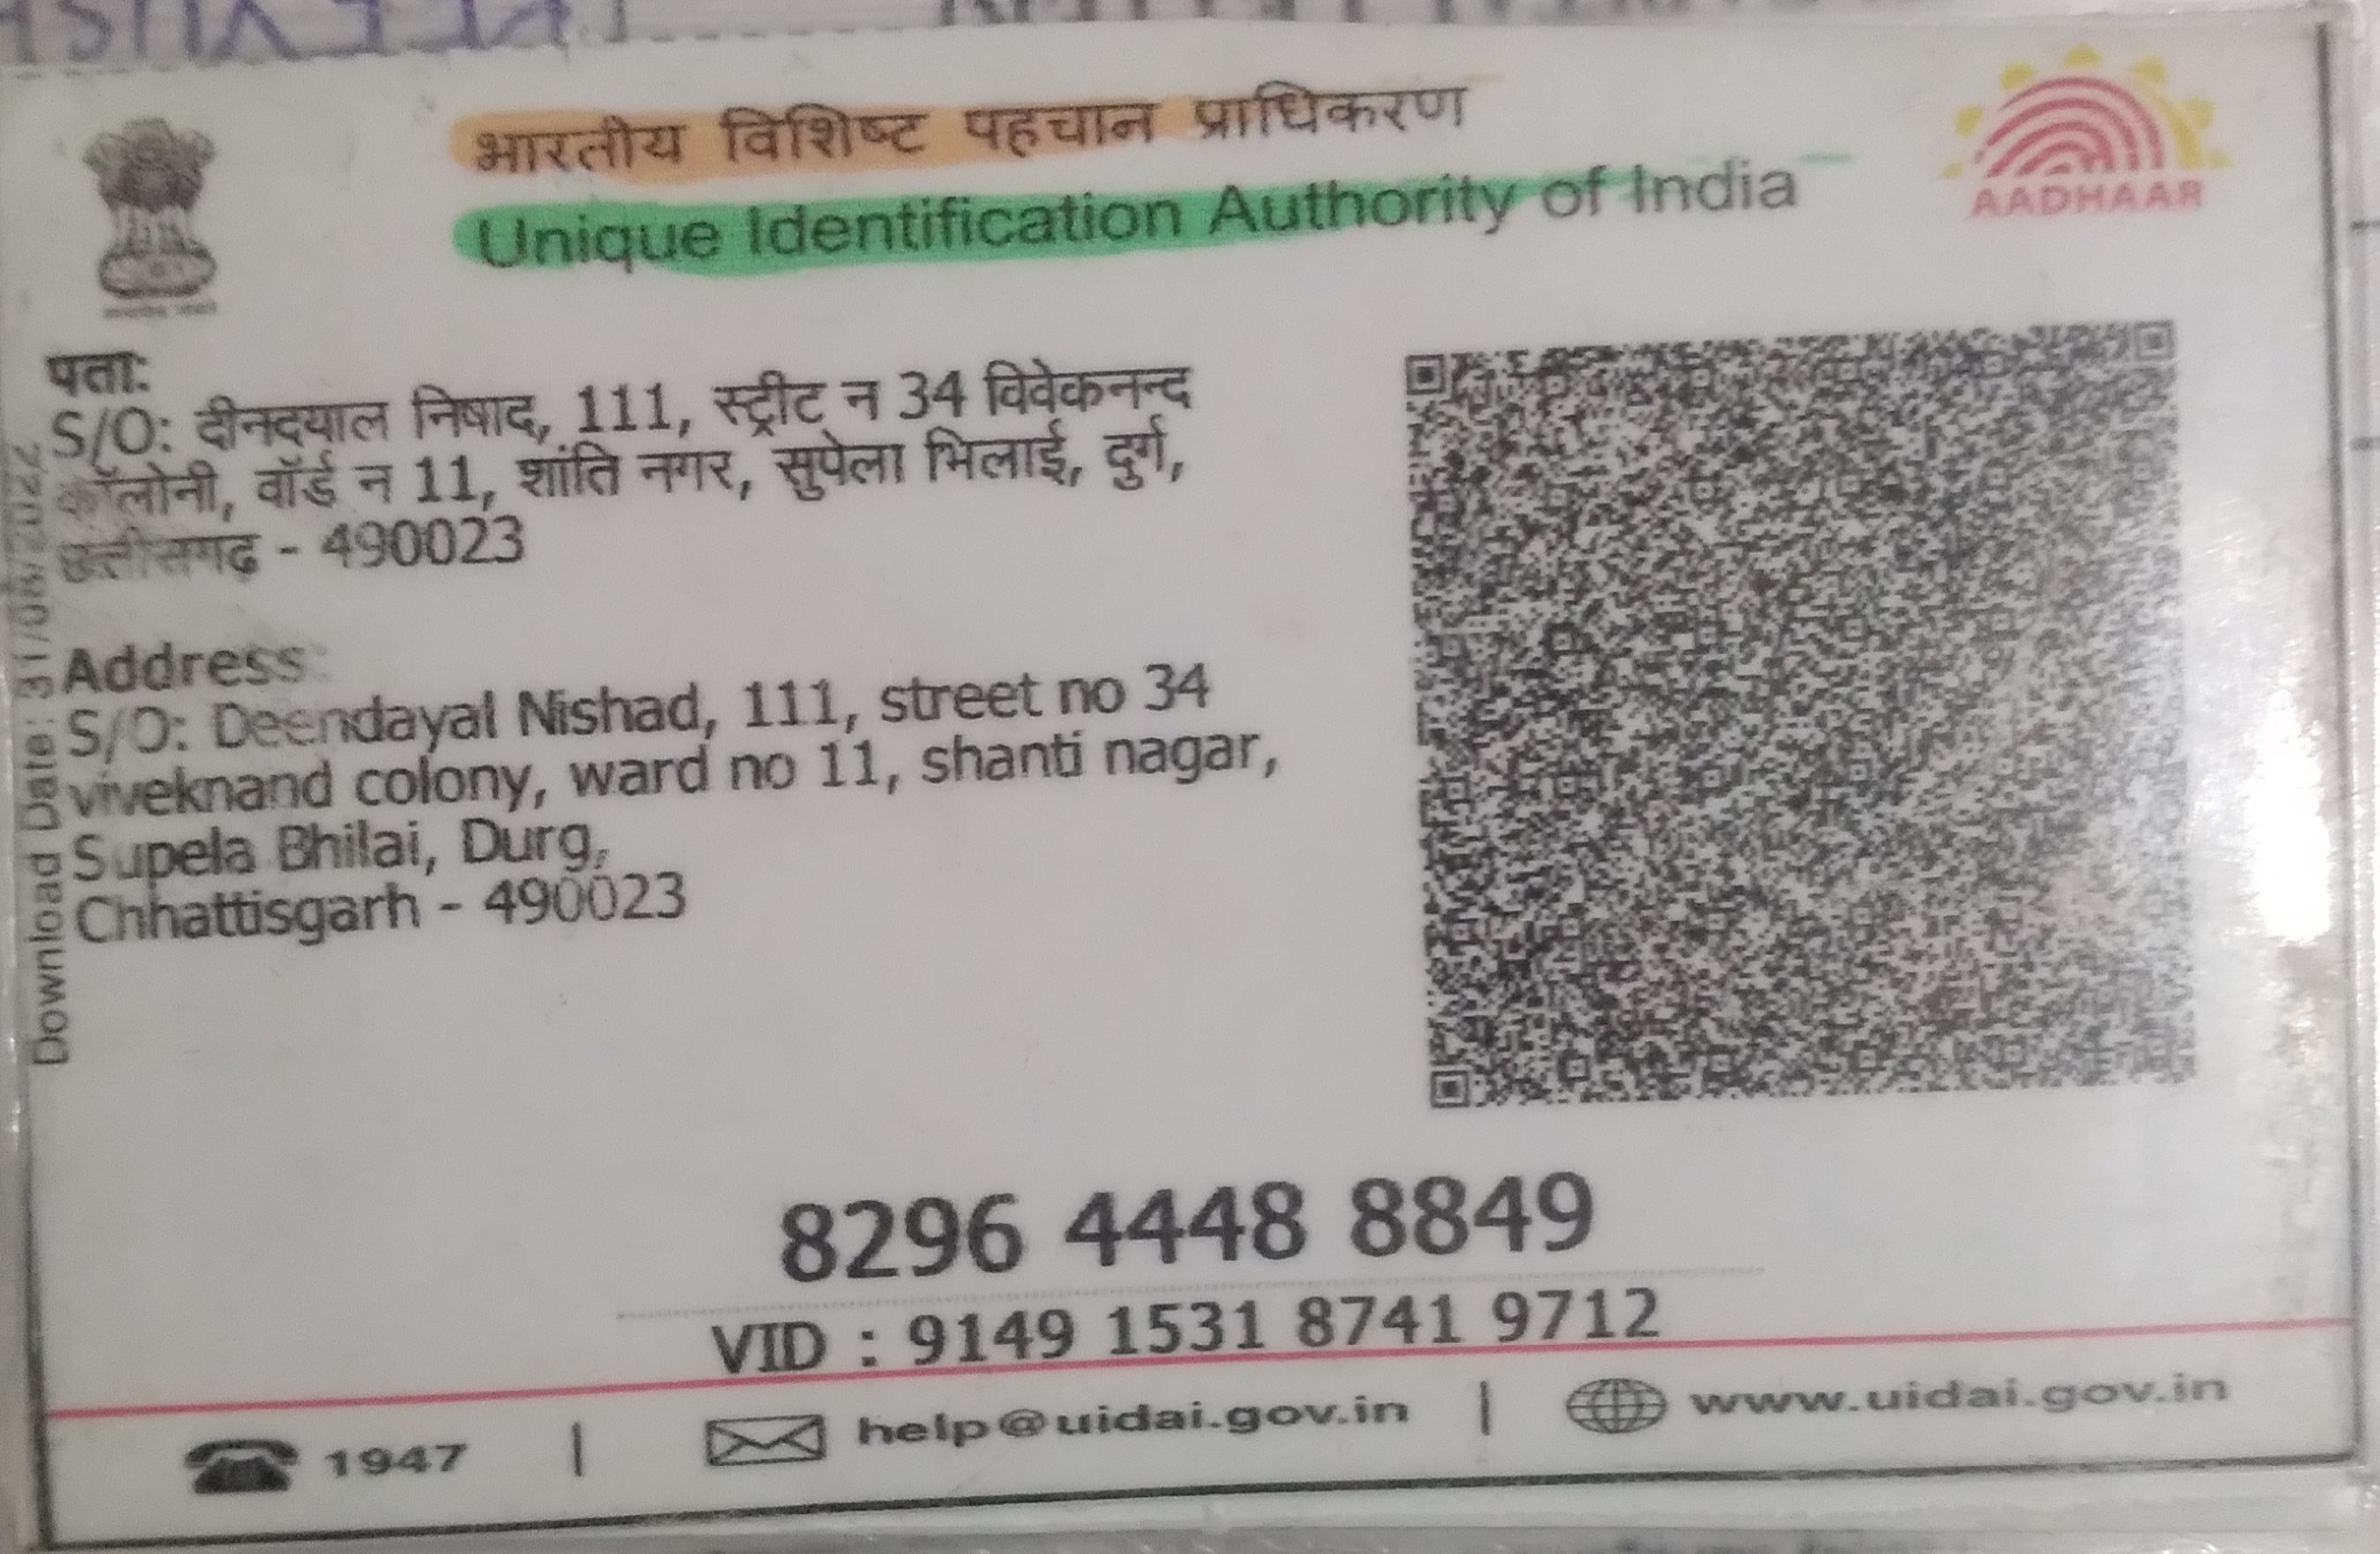 भारतीय विशिष्ट पहचान प्राधिकरण
Unique Identification Authority of India
AADHAAR
पता:
S/O: दीनदयाल निषाद, 111, स्ट्रीट न 34 विवेकनन्द
कॉलोनी, वॉर्ड न 11, शांति नगर, सुपेला भिलाई, दुर्ग,
छत्तीसगढ़ - 490023
Address:
S/O: Deendayal Nishad, 111, street no 34
viveknand colony, ward no 11, shanti nagar,
Supela Bhilai, Durg,
Chhattisgarh - 490023
Download Date: 31/08/2022
8296 4448 8849
VID : 9149 1531 8741 9712
1947 | help@uidai.gov.in | www.uidai.gov.in